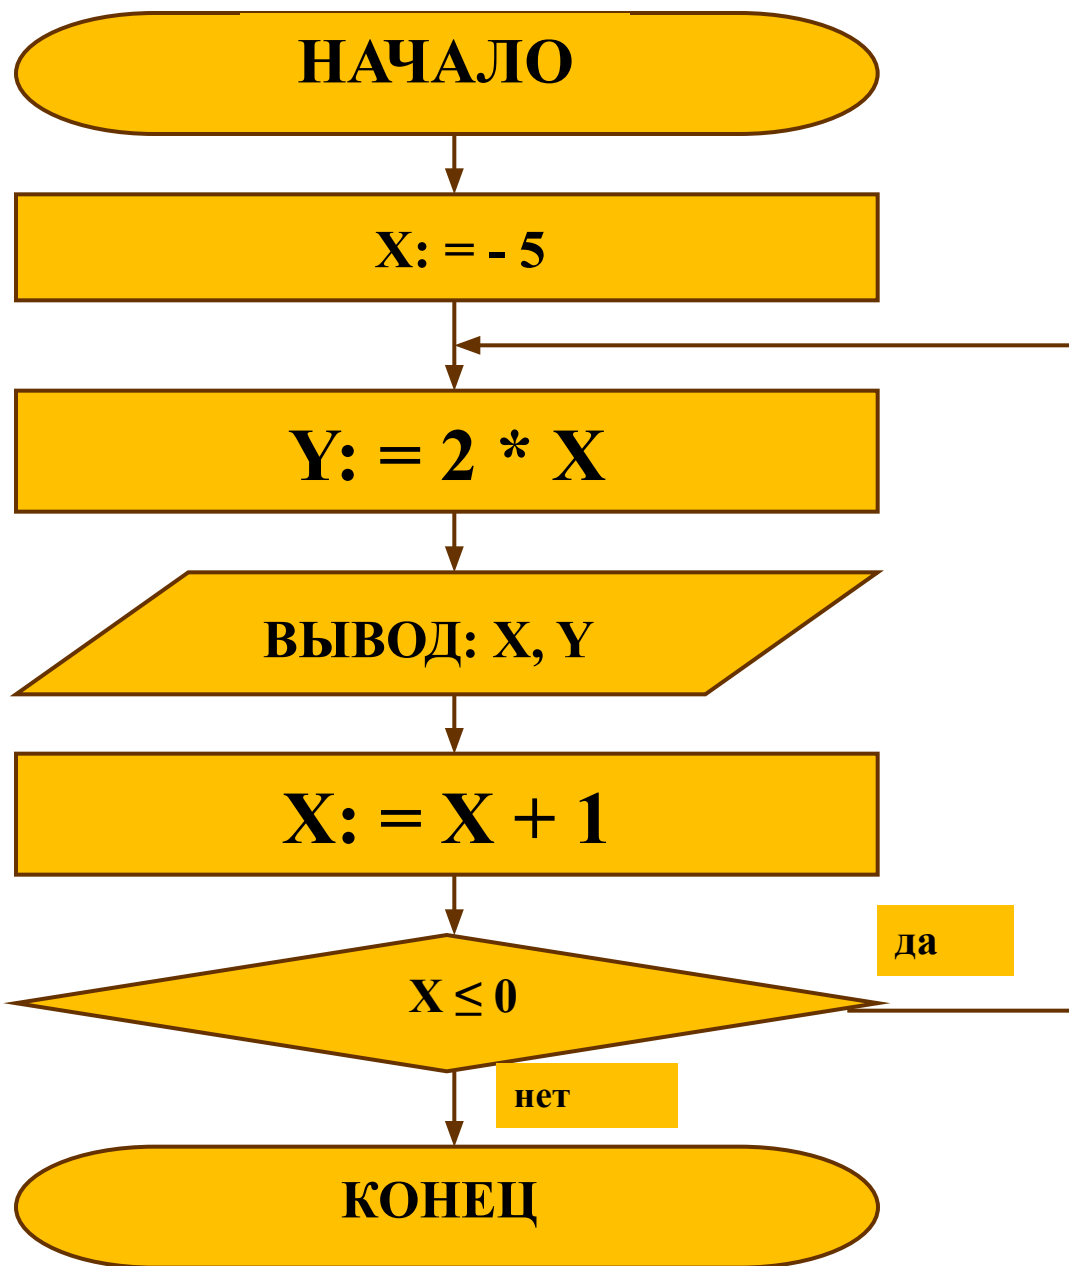 НАЧАЛО
X: = - 5
Y: = 2 * X
ВЫВОД: X, Y
X: = X + 1
да
X ≤ 0
нет
КОНЕЦ